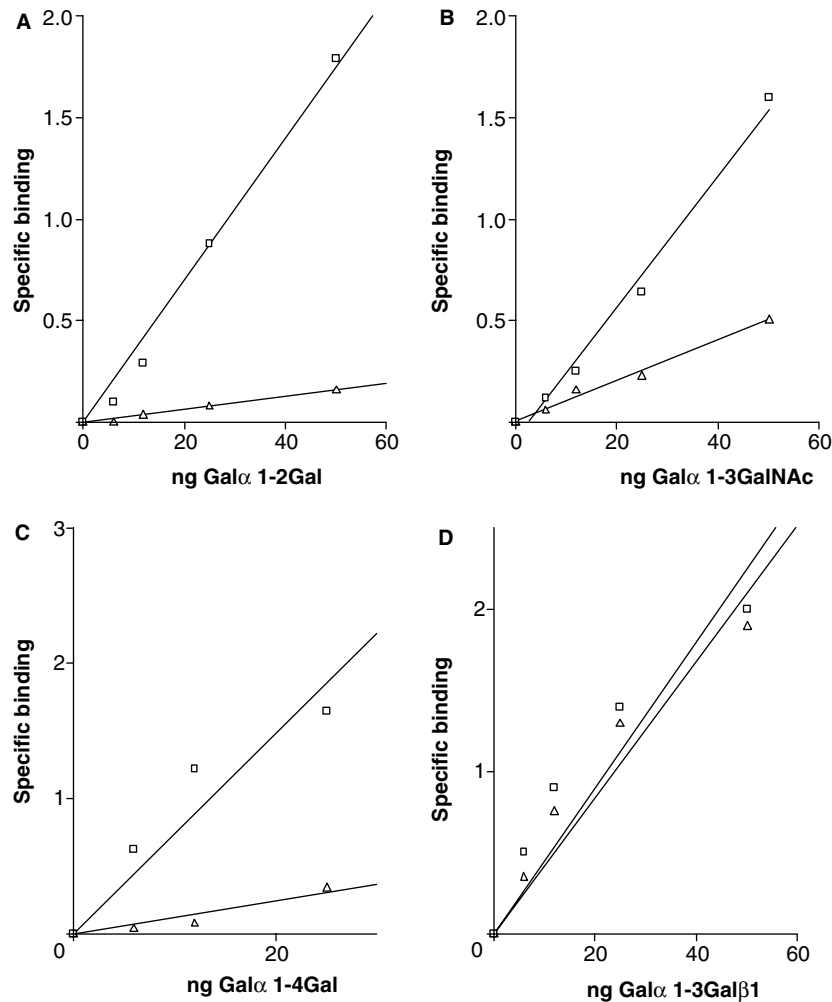 A
2.0
1.5
1.0
0.5
Specific binding
0 20 40 60
ng Galα 1-2Gal
B
2.0
1.5
1.0
0.5
Specific binding
0 20 40 60
ng Galα 1-3GalNAc
C
3
2
1
0
Specific binding
20
ng Galα 1-4Gal
D
2
1
Specific binding
0 20 40 60
ng Galα 1-3Galβ1